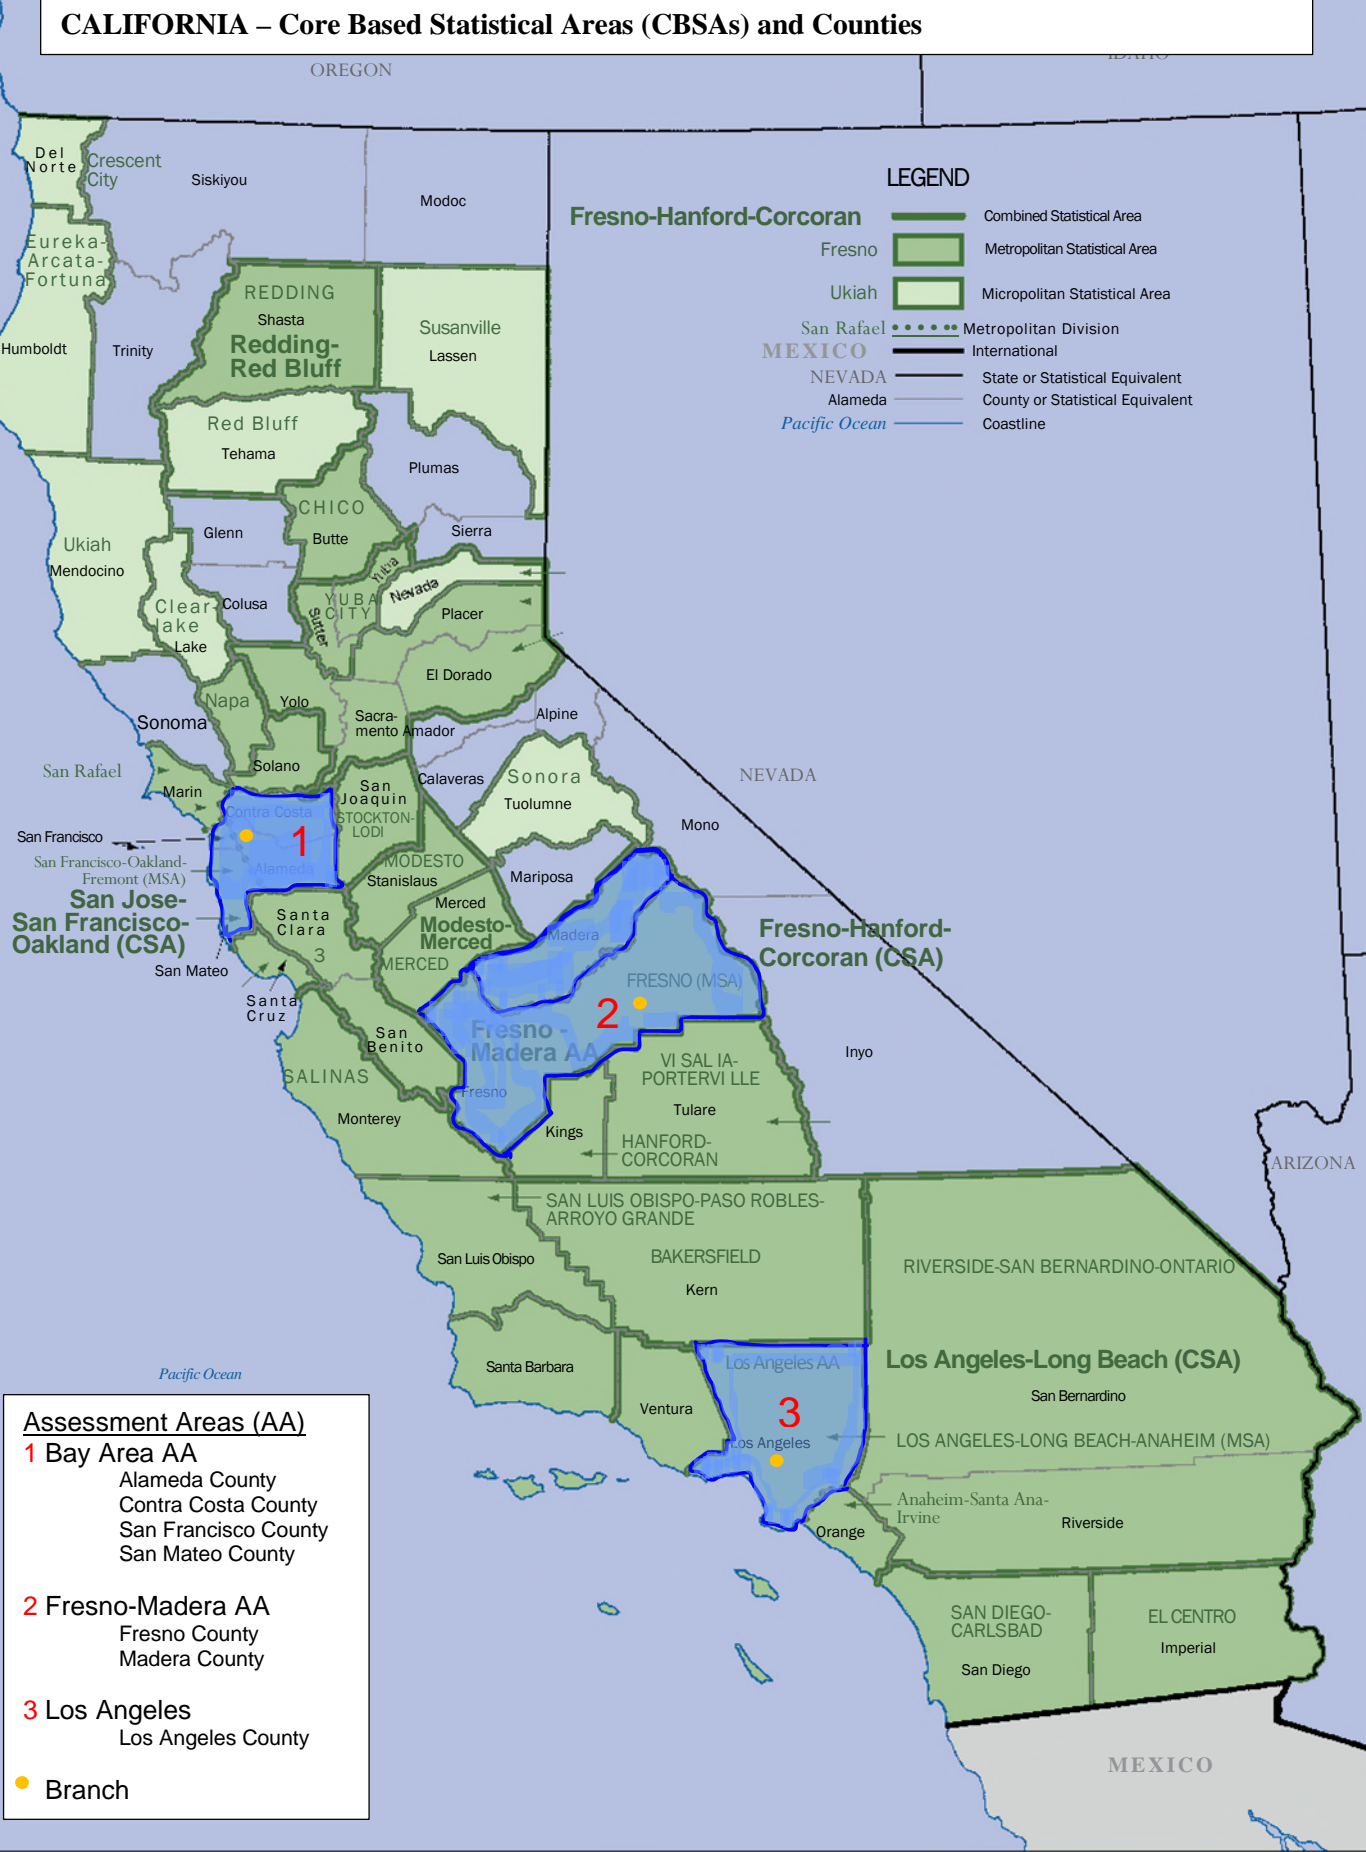 CALIFORNIA – Core Based Statistical Areas (CBSAs) and Counties
OREGON
IDAHO
Del
Norte
Crescent
City
Siskiyou
Modoc
LEGEND
Fresno-Hanford-Corcoran
Combined Statistical Area
Fresno
Metropolitan Statistical Area
Ukiah
Micropolitan Statistical Area
San Rafael
Metropolitan Division
MEXICO
International
NEVADA
State or Statistical Equivalent
Alameda
County or Statistical Equivalent
Pacific Ocean
Coastline
Eureka-
Arcata-
Fortuna
Humboldt
Trinity
REDDING
Shasta
Redding-
Red Bluff
Susanville
Lassen
Red Bluff
Tehama
Plumas
CHICO
Butte
Glenn
Sierra
Ukiah
Mendocino
Yuba
Nevada
YUBA
CITY
Sutter
Placer
Clear-
lake
Lake
Colusa
El Dorado
Napa
Yolo
Sonoma
Sacra-
mento
Amador
Alpine
Solano
San Rafael
Marin
San
Joaquin
STOCKTON-
LODI
Calaveras
Sonora
Tuolumne
NEVADA
Mono
Contra Costa
1
Alameda
San Francisco
San Francisco-Oakland-
Fremont (MSA)
San Jose-
San Francisco-
Oakland (CSA)
MODESTO
Stanislaus
Mariposa
Merced
Modesto-
Merced
MERCED
Santa
Clara
3
San Mateo
Santa
Cruz
Madera
Fresno-Hanford-
Corcoran (CSA)
FRESNO (MSA)
2
Fresno -
Madera AA
Fresno
San
Benito
SALINAS
Monterey
Inyo
VI SAL IA-
PORTERVI LLE
Tulare
Kings
HANFORD-
CORCORAN
ARIZONA
SAN LUIS OBISPO-PASO ROBLES-
ARROYO GRANDE
San Luis Obispo
BAKERSFIELD
Kern
RIVERSIDE-SAN BERNARDINO-ONTARIO
Santa Barbara
Ventura
Los Angeles AA
3
Los Angeles
Los Angeles-Long Beach (CSA)
San Bernardino
LOS ANGELES-LONG BEACH-ANAHEIM (MSA)
Anaheim-Santa Ana-
Irvine
Orange
Riverside
SAN DIEGO-
CARLSBAD
San Diego
EL CENTRO
Imperial
MEXICO
Pacific Ocean
Assessment Areas (AA)
1 Bay Area AA
Alameda County
Contra Costa County
San Francisco County
San Mateo County
2 Fresno-Madera AA
Fresno County
Madera County
3 Los Angeles
Los Angeles County
Branch